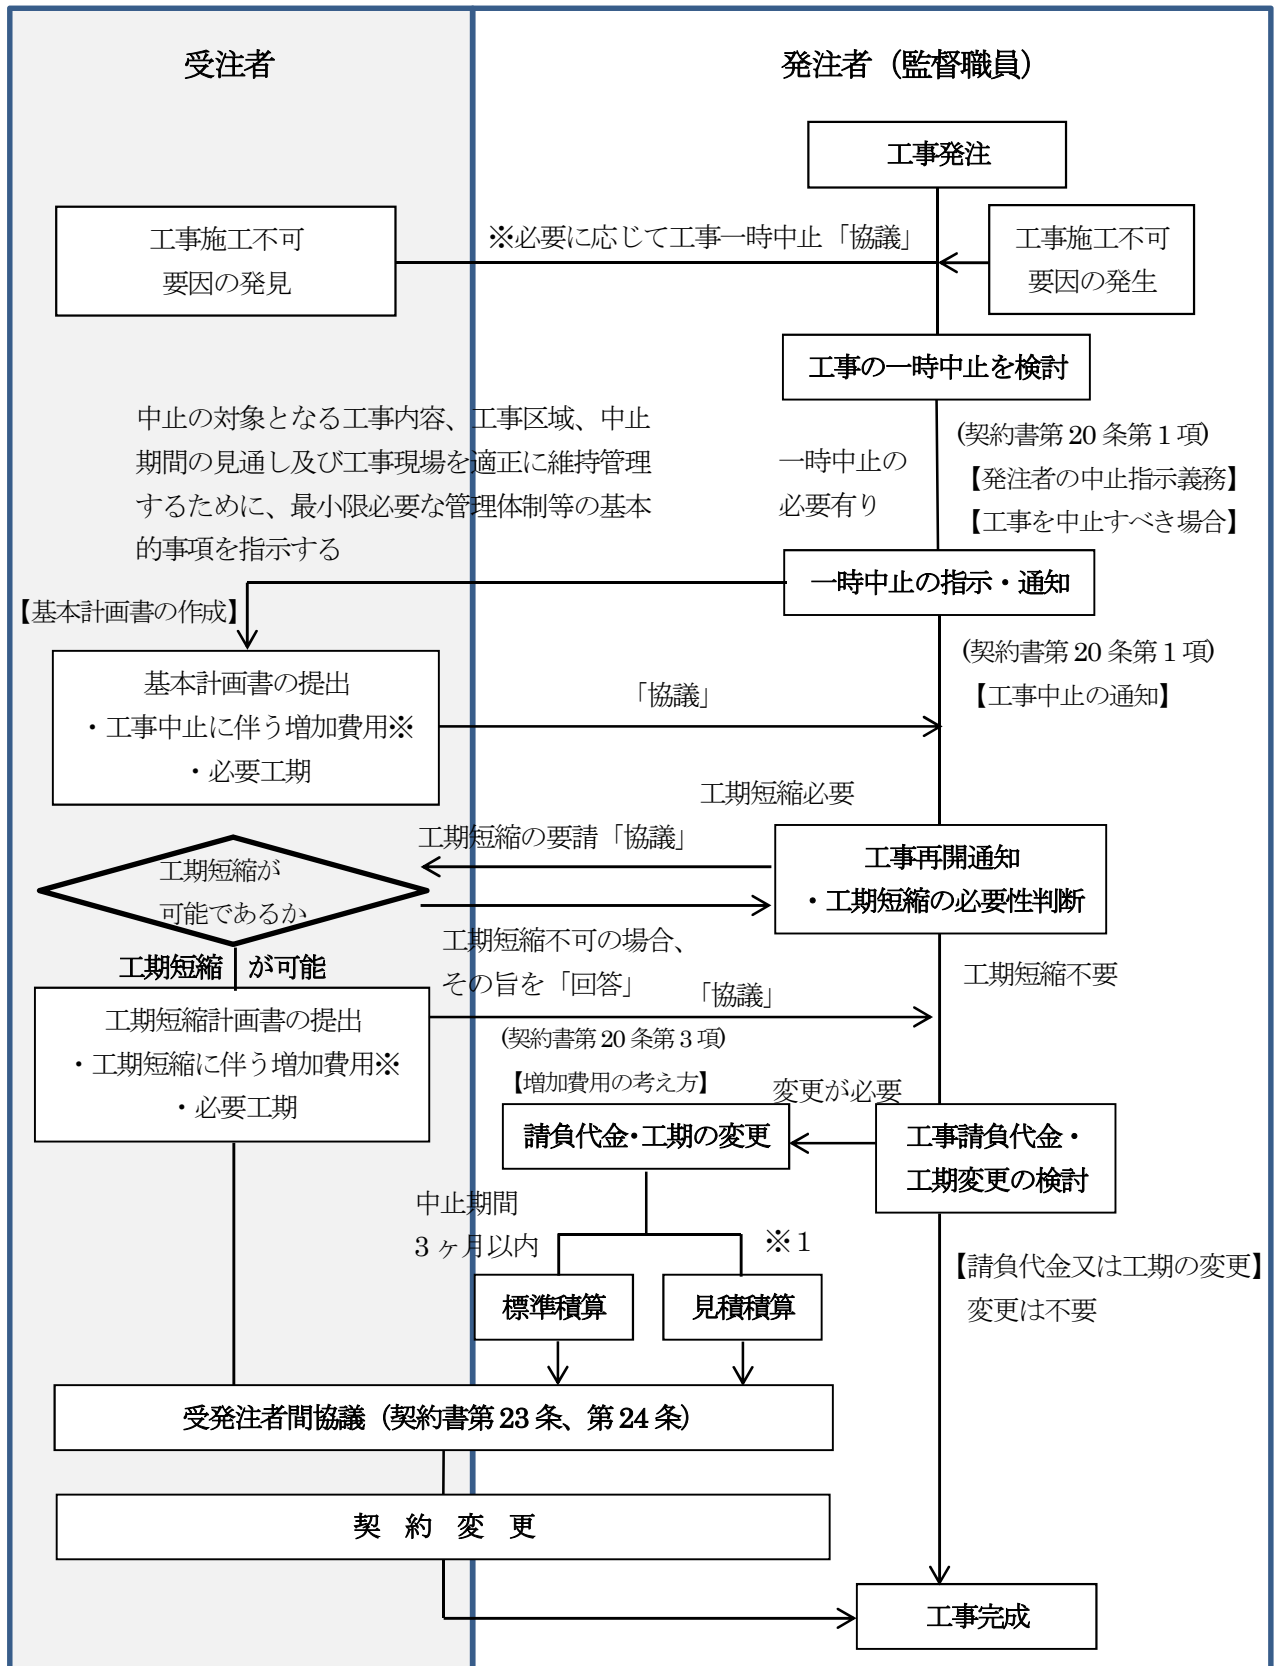 受注者
発注者（監督職員）
工事発注
工事施工不可
要因の発見
※必要に応じて工事一時中止「協議」
工事施工不可
要因の発生
工事の一時中止を検討
中止の対象となる工事内容、工事区域、中止
期間の見通し及び工事現場を適正に維持管理
するために、最小限必要な管理体制等の基本
的事項を指示する
一時中止の
必要有り
(契約書第 20 条第 1 項)
【発注者の中止指示義務】
【工事を中止すべき場合】
一時中止の指示・通知
【基本計画書の作成】
(契約書第 20 条第 1 項)
【工事中止の通知】
基本計画書の提出
・工事中止に伴う増加費用※
・必要工期
「協議」
工期短縮必要
工期短縮の要請「協議」
工事再開通知
・工期短縮の必要性判断
工期短縮が
可能であるか
工期短縮不可の場合、
その旨を「回答」
工期短縮 が可能
工期短縮不要
「協議」
工期短縮計画書の提出
・工期短縮に伴う増加費用※
・必要工期
(契約書第 20 条第 3 項)
【増加費用の考え方】
変更が必要
請負代金・工期の変更
工事請負代金・
工期変更の検討
中止期間
3 ヶ月以内
※1
【請負代金又は工期の変更】
変更は不要
標準積算
見積積算
受発注者間協議（契約書第 23 条、第 24 条）
契 約 変 更
工事完成